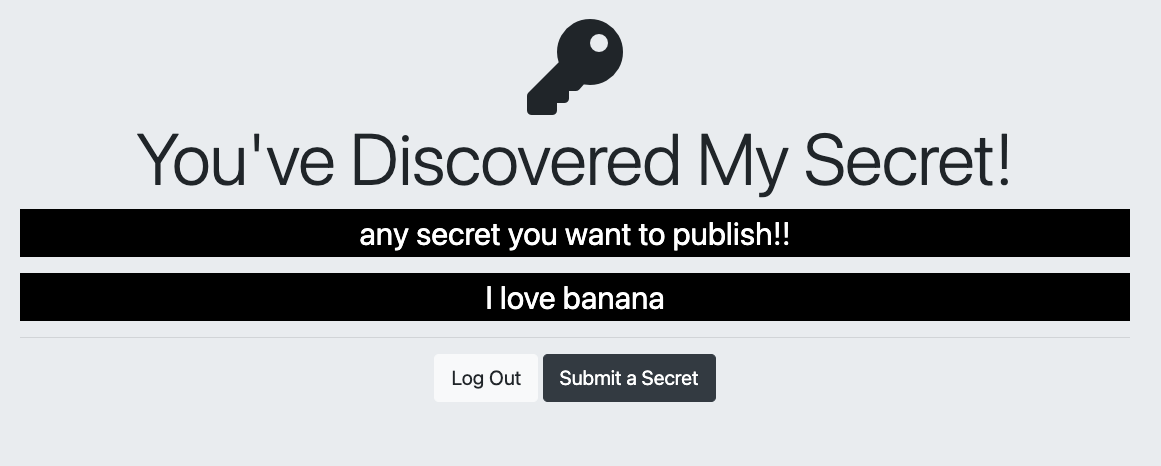 You've Discovered My Secret!
any secret you want to publish!!
I love banana
Log Out
Submit a Secret